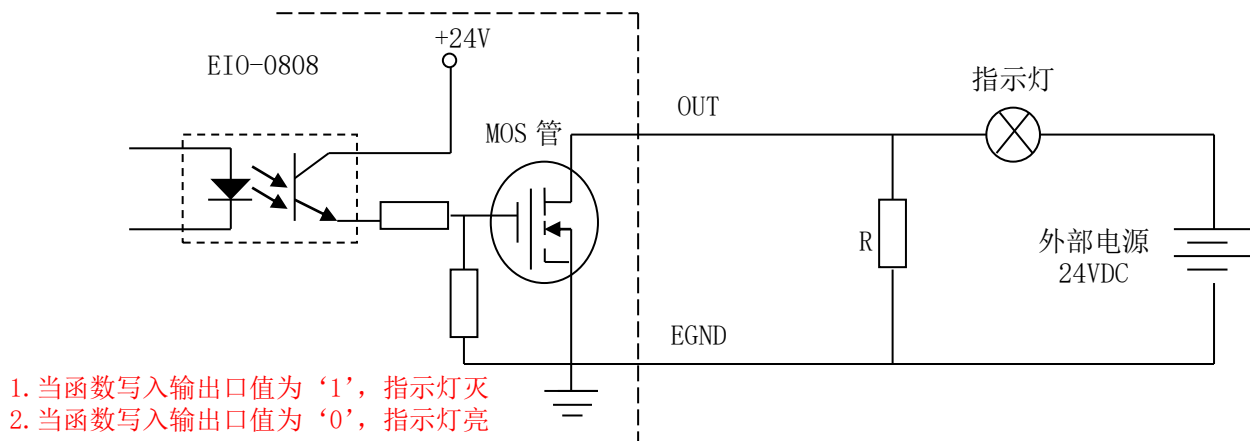 +24V
EIO-0808
指示灯
OUT
MOS 管
R
外部电源
24VDC
EGND
1. 当函数写入输出口值为‘1’，指示灯灭
2. 当函数写入输出口值为‘0’，指示灯亮